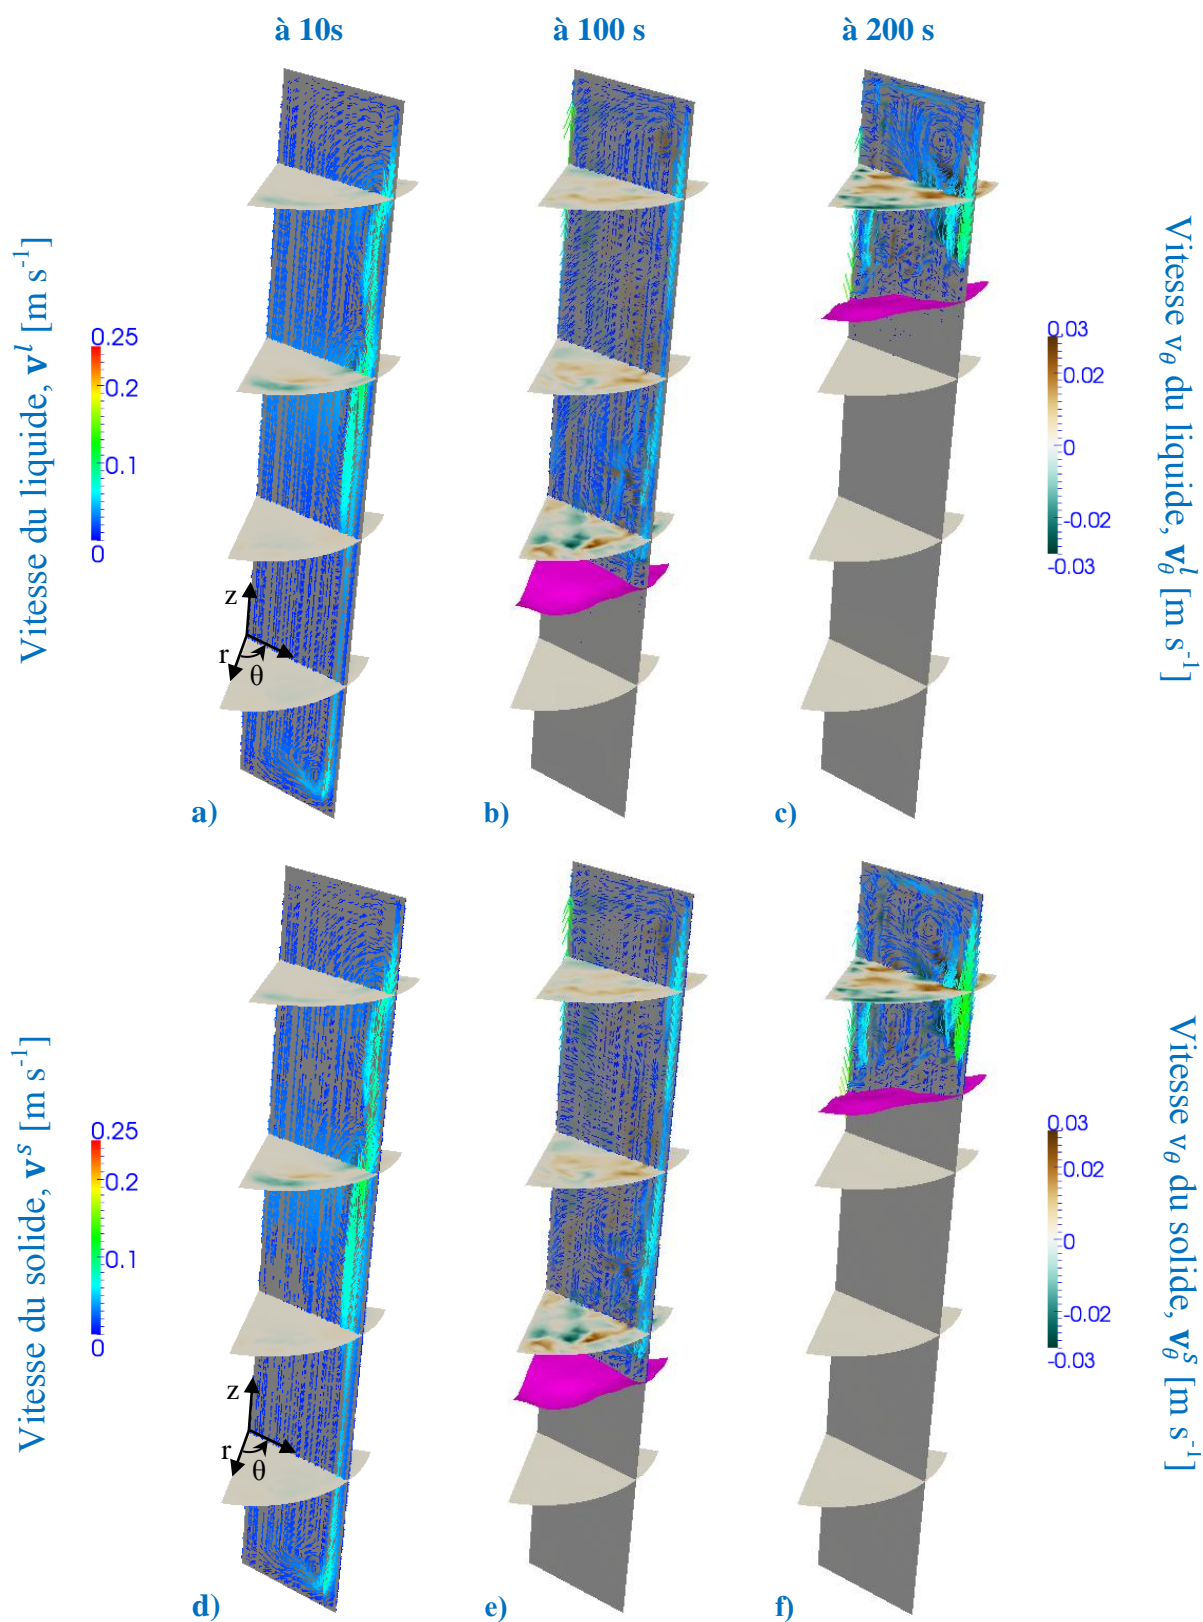 à 10s
à 100 s
à 200 s
Vitesse du liquide, v^l [m s^-1]
0.25
0.2
0.1
0
z
r
θ
0.03
0.02
0
-0.02
-0.03
Vitesse v_θ du liquide, v_θ^l [m s^-1]
a)
b)
c)
Vitesse du solide, v^s [m s^-1]
0.25
0.2
0.1
0
z
r
θ
0.03
0.02
0
-0.02
-0.03
Vitesse v_θ du solide, v_θ^s [m s^-1]
d)
e)
f)